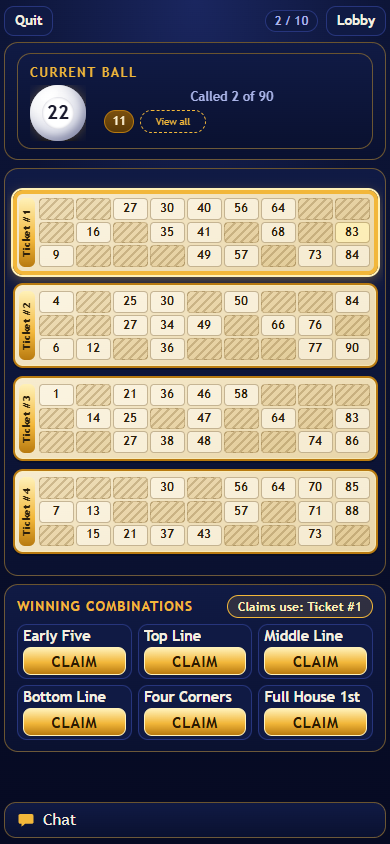 Quit
2 / 10
Lobby
CURRENT BALL
22
Called 2 of 90
11
View all
Ticket #1
27 30 40 56 64
16 35 41 68 83
9 49 57 73 84
Ticket #2
4 25 30 50 84
27 34 49 66 76
6 12 36 77 90
Ticket #3
1 21 36 46 58
14 25 47 64 83
27 38 48 74 86
Ticket #4
30 56 64 70 85
7 13 57 71 88
15 21 37 43 73
WINNING COMBINATIONS
Claims use: Ticket #1
Early Five Top Line Middle Line
CLAIM CLAIM CLAIM
Bottom Line Four Corners Full House 1st
CLAIM CLAIM CLAIM
Chat